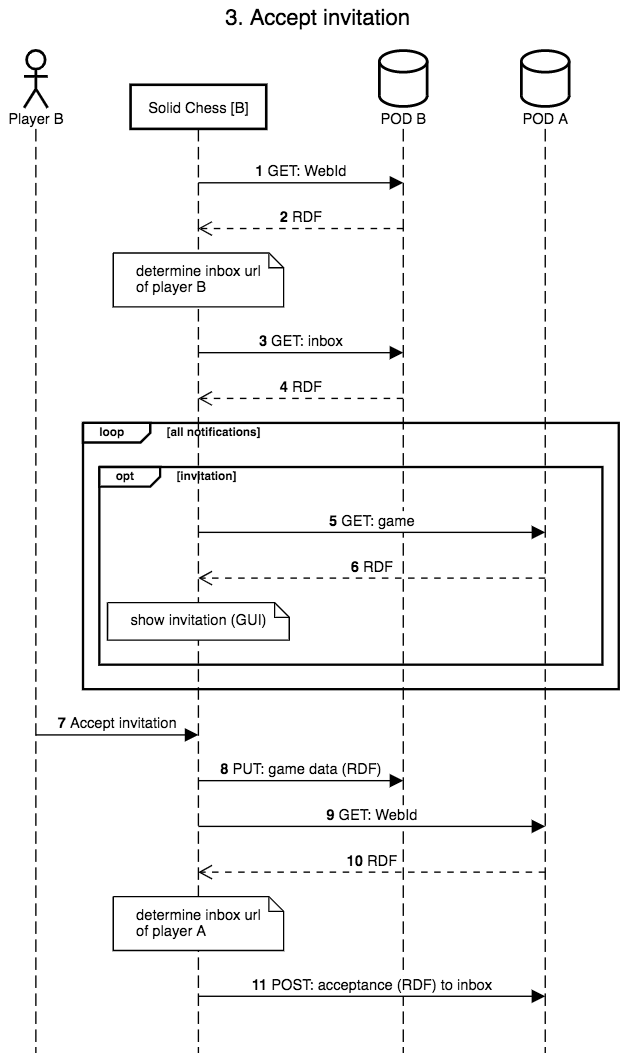 3. Accept invitation
Player B
Solid Chess [B]
POD B
POD A
1 GET: WebId
2 RDF
determine inbox url
of player B
3 GET: inbox
4 RDF
loop
[all notifications]
opt
[invitation]
5 GET: game
6 RDF
show invitation (GUI)
7 Accept invitation
8 PUT: game data (RDF)
9 GET: WebId
10 RDF
determine inbox url
of player A
11 POST: acceptance (RDF) to inbox